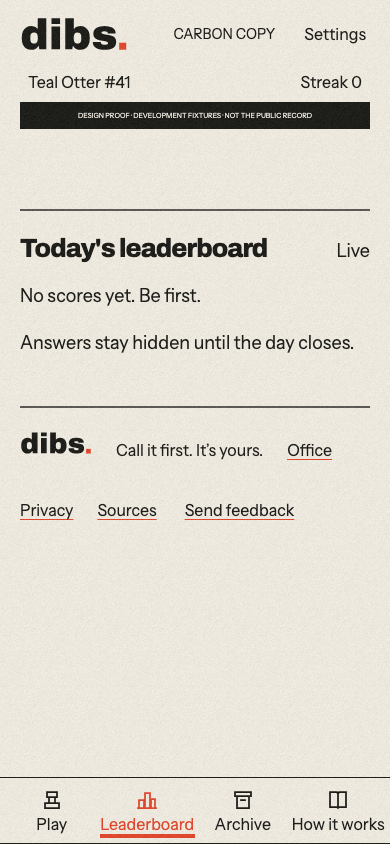 dibs.
CARBON COPY
Settings
Teal Otter #41
Streak 0
DESIGN PROOF · DEVELOPMENT FIXTURES · NOT THE PUBLIC RECORD
Today's leaderboard
Live
No scores yet. Be first.
Answers stay hidden until the day closes.
dibs.
Call it first. It’s yours.
Office
Privacy
Sources
Send feedback
Play
Leaderboard
Archive
How it works